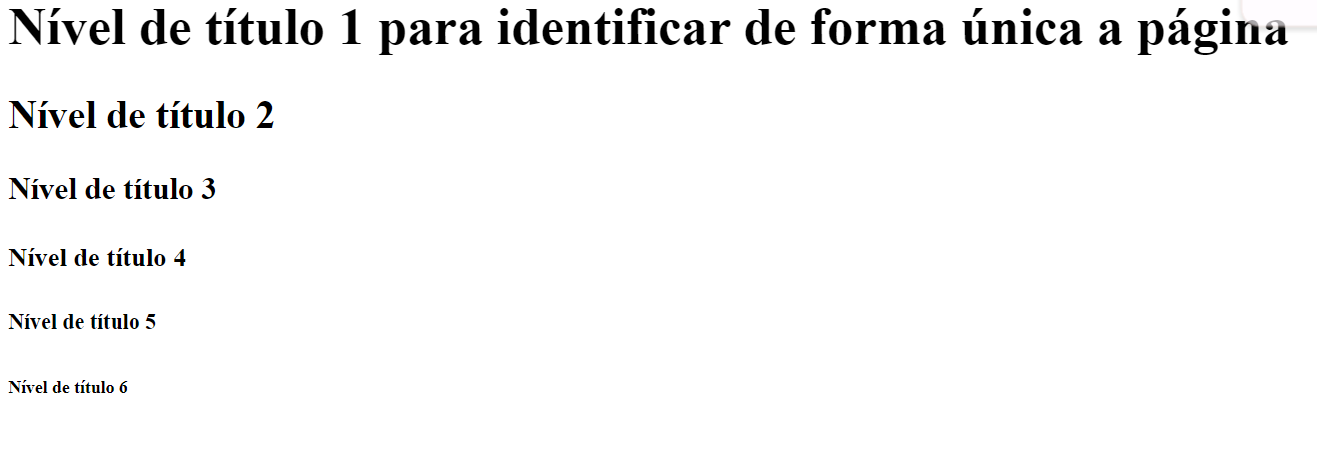 Nível de título 1 para identificar de forma única a página
Nível de título 2
Nível de título 3
Nível de título 4
Nível de título 5
Nível de título 6